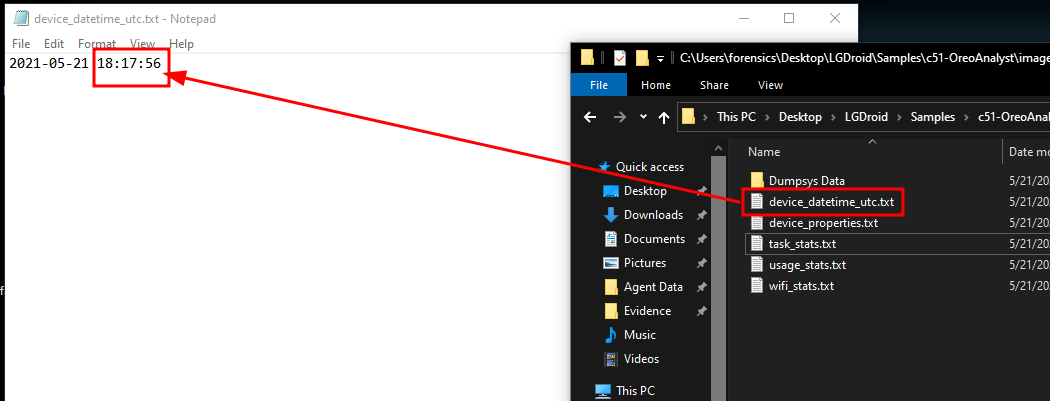 device_datetime_utc.txt - Notepad
File Edit Format View Help
2021-05-21 18:17:56
C:\Users\forensics\Desktop\LGDroid\Samples\c51-OreoAnalyst\image
File Home Share View
This PC > Desktop > LGDroid > Samples > c51-OreoAnal
Name Date mo
Quick access
Desktop
Downloads
Documents
Pictures
Agent Data
Evidence
Music
Videos
This PC
Dumpsys Data 5/21/20
device_datetime_utc.txt 5/21/20
device_properties.txt 5/21/20
task_stats.txt 5/21/20
usage_stats.txt 5/21/20
wifi_stats.txt 5/21/20